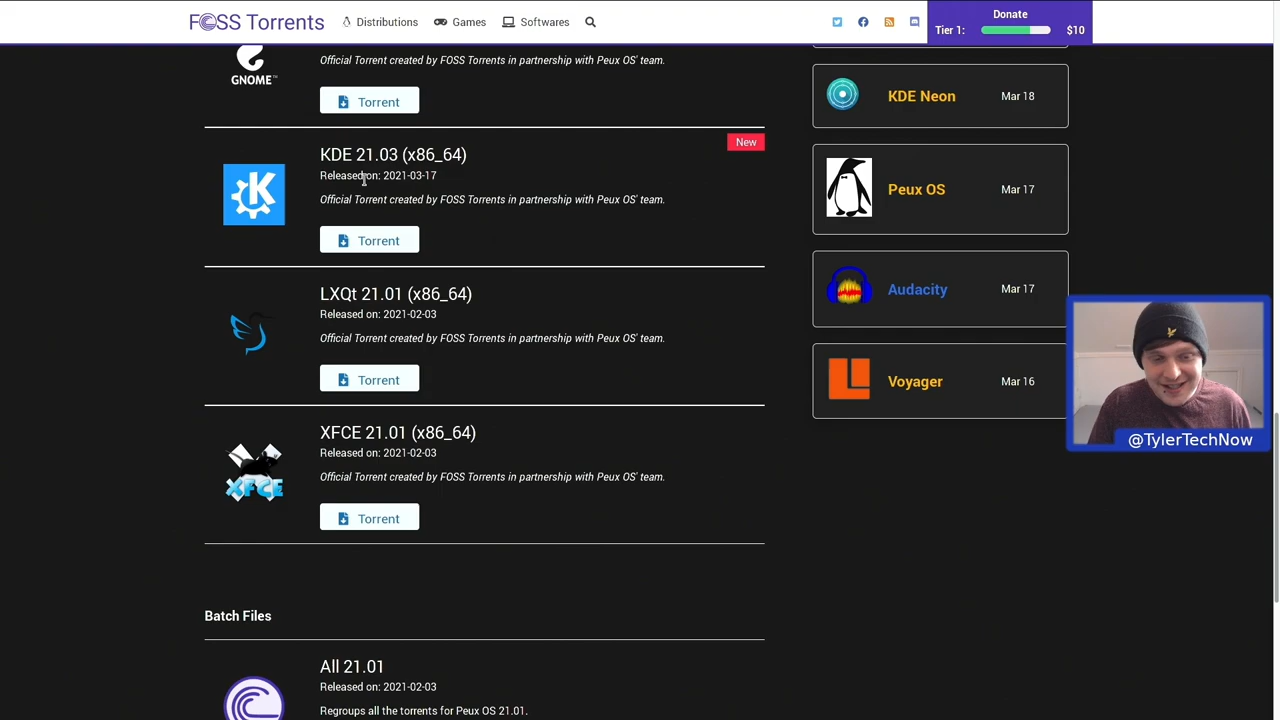 FOSS Torrents
Distributions
Games
Softwares
Donate
Tier 1:
$10
GNOME™
Official Torrent created by FOSS Torrents in partnership with Peux OS' team.
Torrent
KDE 21.03 (x86_64)
New
Released on: 2021-03-17
Official Torrent created by FOSS Torrents in partnership with Peux OS' team.
Torrent
LXQt 21.01 (x86_64)
Released on: 2021-02-03
Official Torrent created by FOSS Torrents in partnership with Peux OS' team.
Torrent
XFCE 21.01 (x86_64)
Released on: 2021-02-03
XFCE
Official Torrent created by FOSS Torrents in partnership with Peux OS' team.
Torrent
Batch Files
All 21.01
Released on: 2021-02-03
Regroups all the torrents for Peux OS 21.01.
KDE Neon
Mar 18
Peux OS
Mar 17
Audacity
Mar 17
Voyager
Mar 16
@TylerTechNow